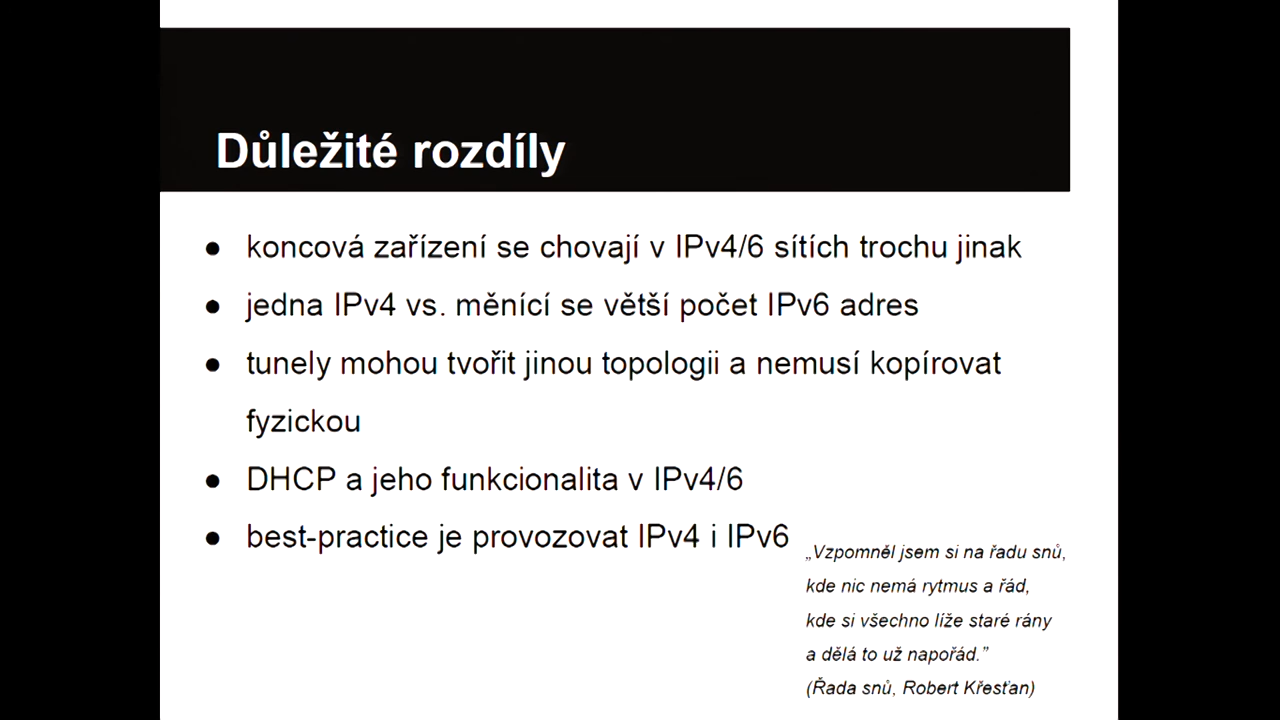 Důležité rozdíly
● koncová zařízení se chovají v IPv4/6 sítích trochu jinak
● jedna IPv4 vs. měnící se větší počet IPv6 adres
● tunely mohou tvořit jinou topologii a nemusí kopírovat
fyzickou
● DHCP a jeho funkcionalita v IPv4/6
● best-practice je provozovat IPv4 i IPv6
„Vzpomněl jsem si na řadu snů,
kde nic nemá rytmus a řád,
kde si všechno líže staré rány
a dělá to už napořád.”
(Řada snů, Robert Křesťan)